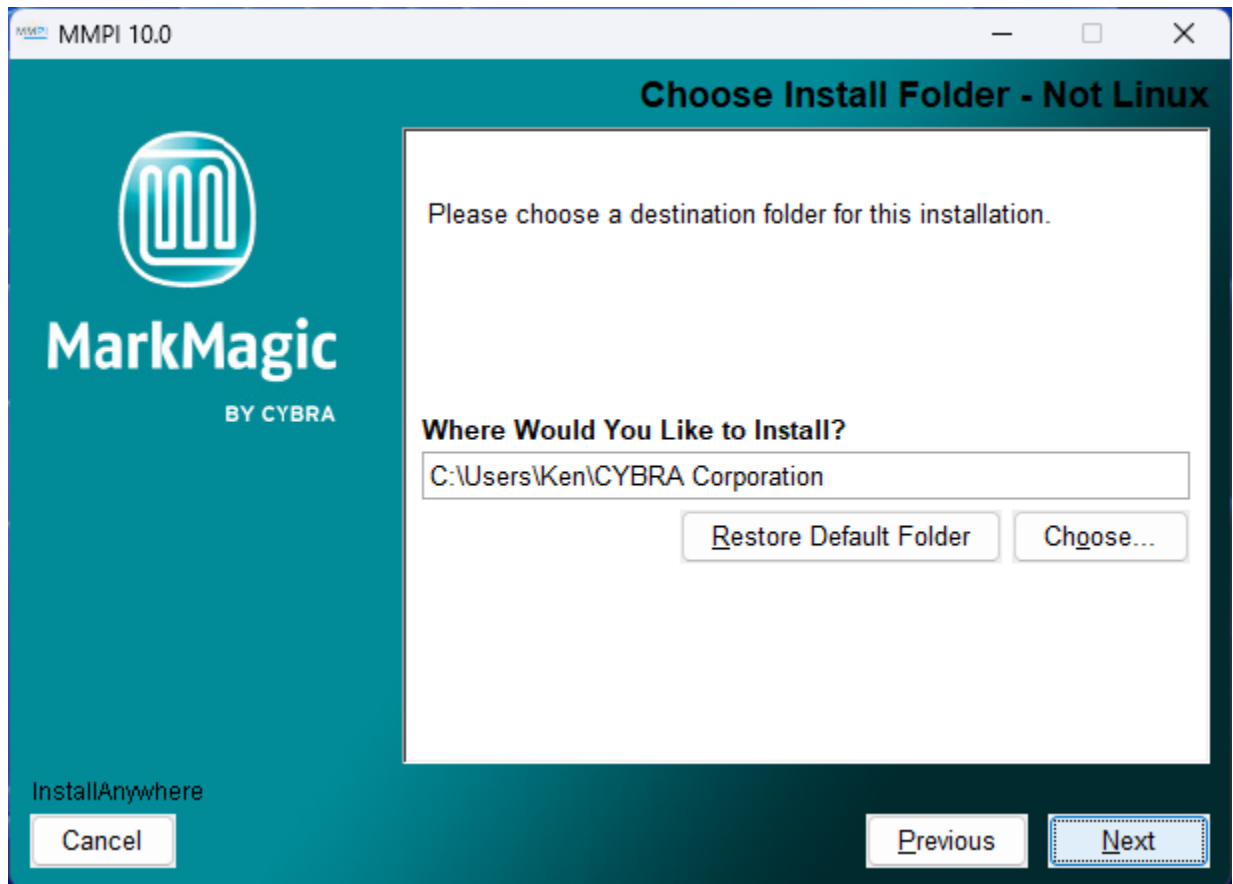 MMPI MMPI 10.0
Choose Install Folder - Not Linux
MarkMagic
BY CYBRA
Please choose a destination folder for this installation.
Where Would You Like to Install?
C:\Users\Ken\CYBRA Corporation
Restore Default Folder
Choose...
InstallAnywhere
Cancel
Previous
Next